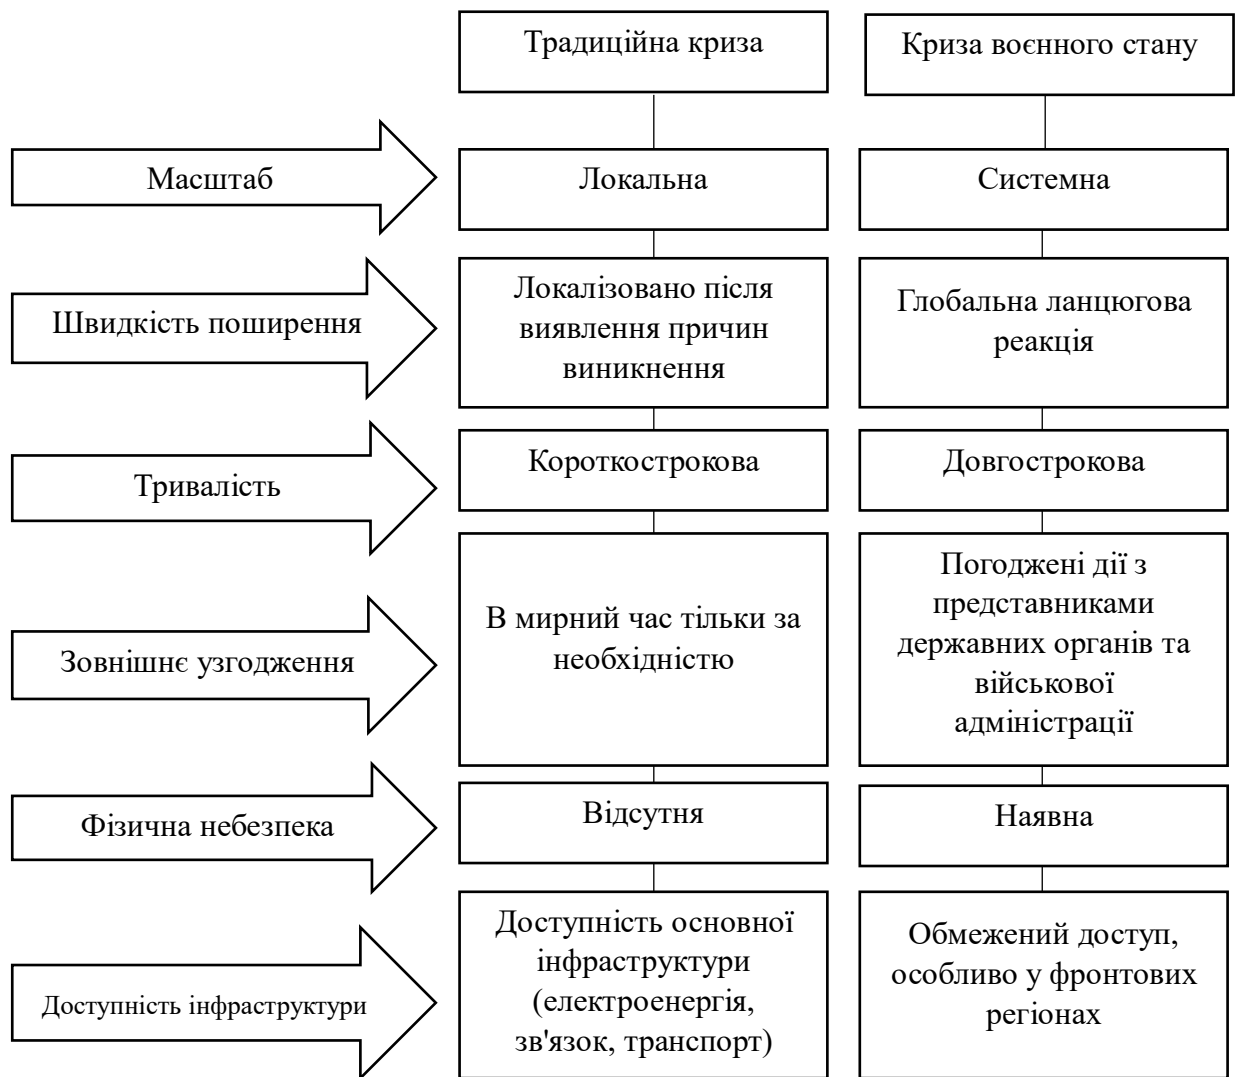 Традиційна криза
Криза воєнного стану
Масштаб
Локальна
Системна
Швидкість поширення
Локалізовано після
виявлення причин
виникнення
Глобальна ланцюгова
реакція
Тривалість
Короткострокова
Довгострокова
Зовнішнє узгодження
В мирний час тільки за
необхідністю
Погоджені дії з
представниками
державних органів та
військової
адміністрації
Фізична небезпека
Відсутня
Наявна
Доступність інфраструктури
Доступність основної
інфраструктури
(електроенергія,
зв'язок, транспорт)
Обмежений доступ,
особливо у фронтових
регіонах